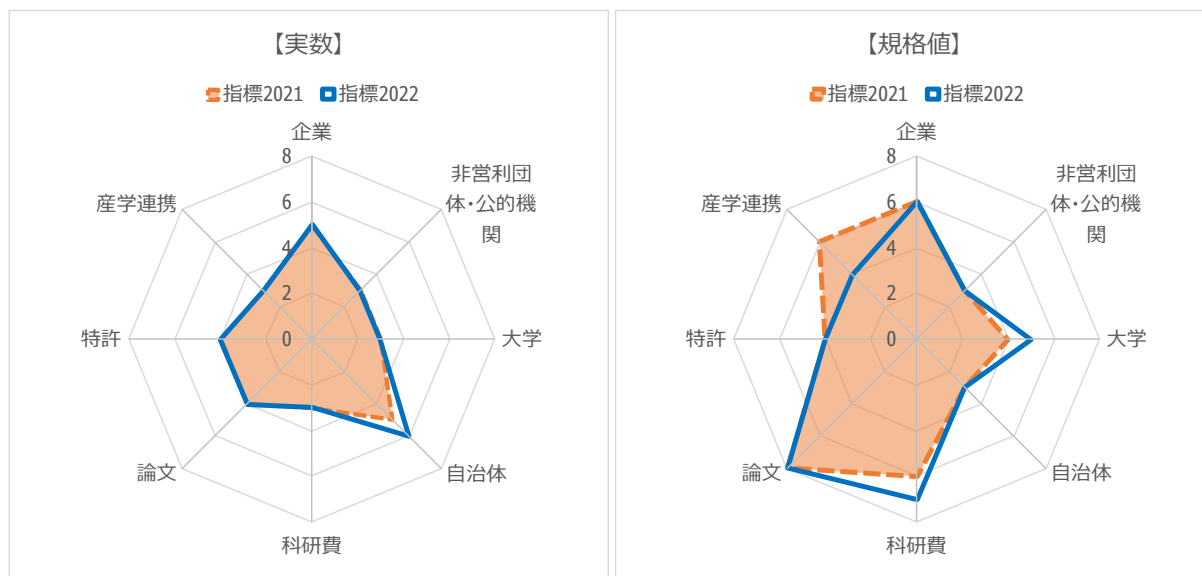 【実数】
指標2021 指標2022
企業
非営利団
体・公的機
関
大学
自治体
科研費
論文
特許
産学連携
8
6
4
2
0
【規格値】
指標2021 指標2022
企業
非営利団
体・公的機
関
大学
自治体
科研費
論文
特許
産学連携
8
6
4
2
0